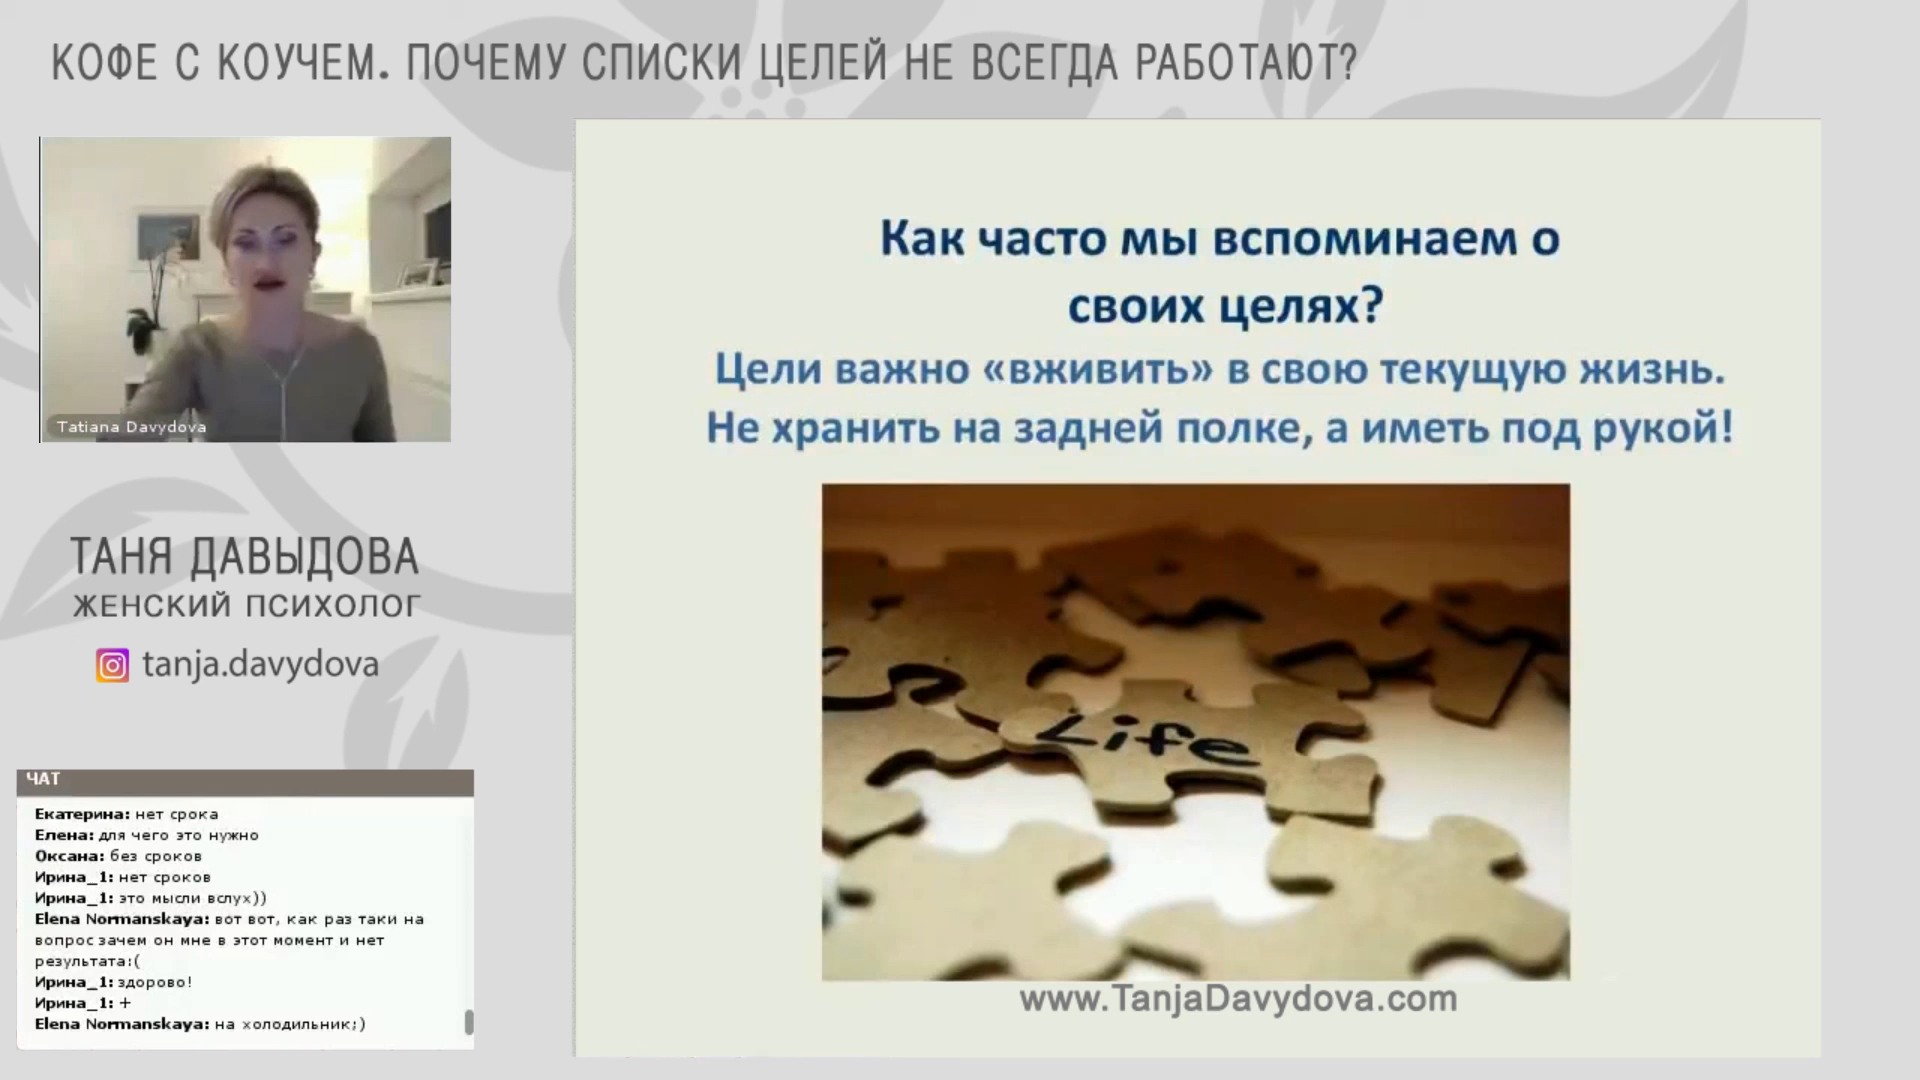 КОФЕ С КОУЧЕМ. ПОЧЕМУ СПИСКИ ЦЕЛЕЙ НЕ ВСЕГДА РАБОТАЮТ?
Tatiana Davydova
ТАНЯ ДАВЫДОВА
ЖЕНСКИЙ ПСИХОЛОГ
tanja.davydova
ЧАТ
Екатерина: нет срока
Елена: для чего это нужно
Оксана: без сроков
Ирина_1: нет сроков
Ирина_1: это мысли вслух))
Elena Normanskaya: вот вот, как раз таки на
вопрос зачем он мне в этот момент и нет
результата:(
Ирина_1: здорово!
Ирина_1: +
Elena Normanskaya: на холодильник;)
Как часто мы вспоминаем о
своих целях?
Цели важно «вживить» в свою текущую жизнь.
Не хранить на задней полке, а иметь под рукой!
Life
www.TanjaDavydova.com